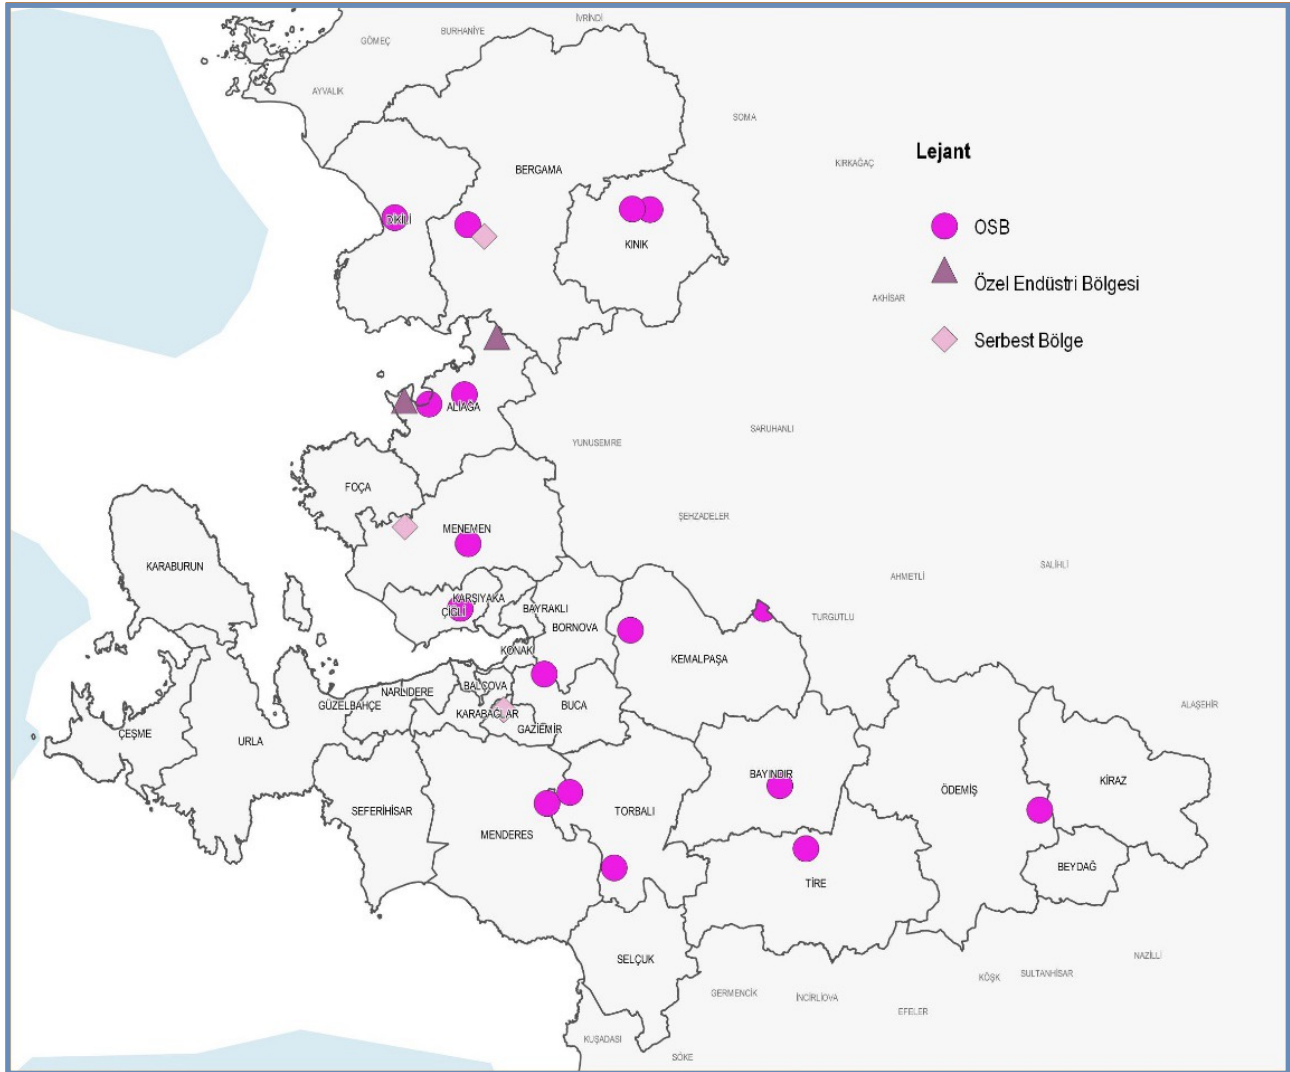 İVRİNDİ
BURHANİYE
GÖMEÇ
AYVALIK
SOMA
Lejant
KIRKAĞAÇ
BERGAMA
DİKİLİ
OSB
KINIK
Özel Endüstri Bölgesi
AKHİSAR
Serbest Bölge
ALİAĞA
SARUHANLI
YUNUSEMRE
FOÇA
ŞEHZADELER
MENEMEN
KARABURUN
SALİHLİ
AHMETLİ
KARŞIYAKA
ÇİĞLİ
BAYRAKLI
TURGUTLU
BORNOVA
KONAK
KEMALPAŞA
BALÇOVA
NARLIDERE
GÜZELBAHÇE
BUCA
ALAŞEHİR
KARABAĞLAR
GAZİEMİR
ÇEŞME
URLA
BAYINDIR
KİRAZ
ÖDEMİŞ
SEFERİHİSAR
TORBALI
MENDERES
BEYDAĞ
TİRE
NAZİLLİ
SELÇUK
SULTANHİSAR
KÖŞK
GERMENCİK
İNCİRLİOVA
EFELER
KUŞADASI
SÖKE